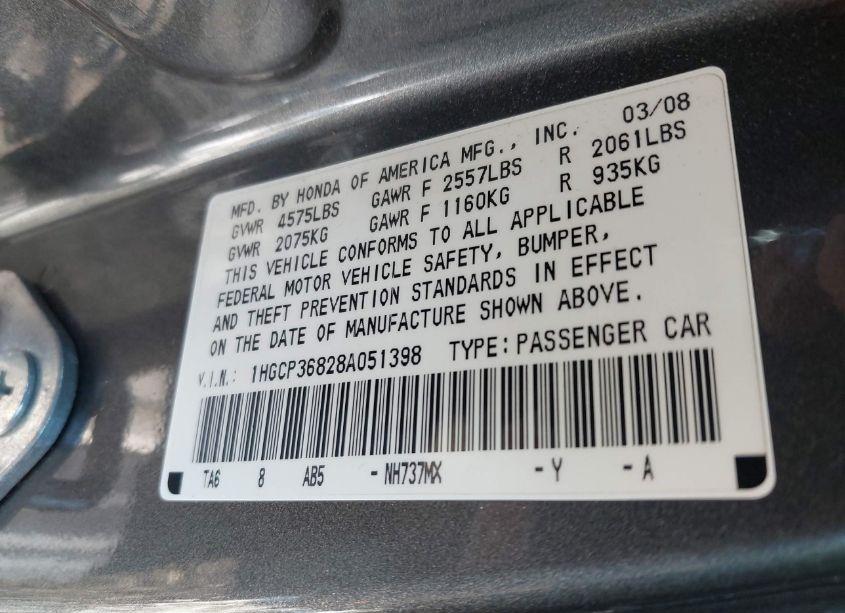 03/08
MFD. BY HONDA OF AMERICA MFG., INC.
GVWR 4575LBS GAWR F 2557LBS R 2061LBS
GVWR 2075KG GAWR F 1160KG R 935KG
THIS VEHICLE CONFORMS TO ALL APPLICABLE
FEDERAL MOTOR VEHICLE SAFETY, BUMPER,
AND THEFT PREVENTION STANDARDS IN EFFECT
ON THE DATE OF MANUFACTURE SHOWN ABOVE.
V.I.N.: 1HGCP36828A051398 TYPE:PASSENGER CAR
TA6 8 AB5 -NH737MX -Y -A